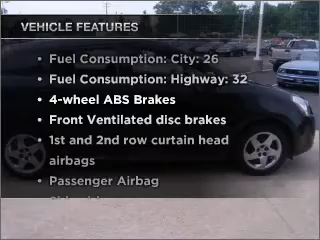 VEHICLE FEATURES
• Fuel Consumption: City: 26
• Fuel Consumption: Highway: 32
• 4-wheel ABS Brakes
• Front Ventilated disc brakes
• 1st and 2nd row curtain head
airbags
• Passenger Airbag